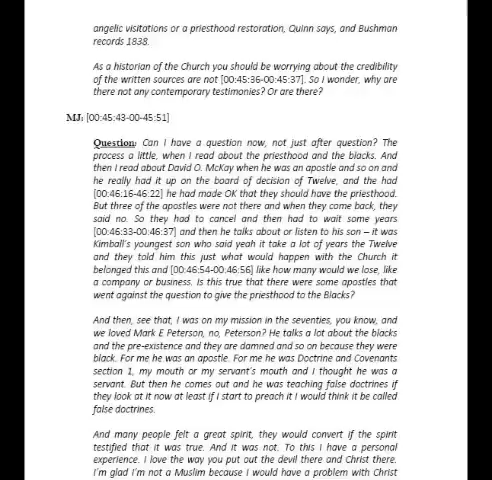 angelic visitations or a priesthood restoration, Quinn says, and Bushman
records 1838.
As a historian of the Church you should be worrying about the credibility
of the written sources are not [00:45:36-00:45:37]. So I wonder, why are
there not any contemporary testimonies? Or are there?
MJ: [00:45:43-00-45:51]
Question: Can I have a question now, not just after question? The
process a little, when I read about the priesthood and the blacks. And
then I read about David O. McKay when he was an apostle and so on and
he really had it up on the board of decision of Twelve, and the had
[00:46:16-46:22] he had made OK that they should have the priesthood.
But three of the apostles were not there and when they come back, they
said no. So they had to cancel and then had to wait some years
[00:46:33-00:46:37] and then he talks about or listen to his son – it was
Kimball's youngest son who said yeah it take a lot of years the Twelve
and they told him this just what would happen with the Church it
belonged this and [00:46:54-00:46:56] like how many would we lose, like
a company or business. Is this true that there were some apostles that
went against the question to give the priesthood to the Blacks?
And then, see that, I was on my mission in the seventies, you know, and
we loved Mark E Peterson, no, Peterson? He talks a lot about the blacks
and the pre-existence and they are damned and so on because they were
black. For me he was an apostle. For me he was Doctrine and Covenants
section 1, my mouth or my servant's mouth and I thought he was a
servant. But then he comes out and he was teaching false doctrines if
they look at it now at least if I start to preach it I would think it be called
false doctrines.
And many people felt a great spirit, they would convert if the spirit
testified that it was true. And it was not. To this I have a personal
experience. I love the way you put out the devil there and Christ there.
I'm glad I'm not a Muslim because I would have a problem with Christ